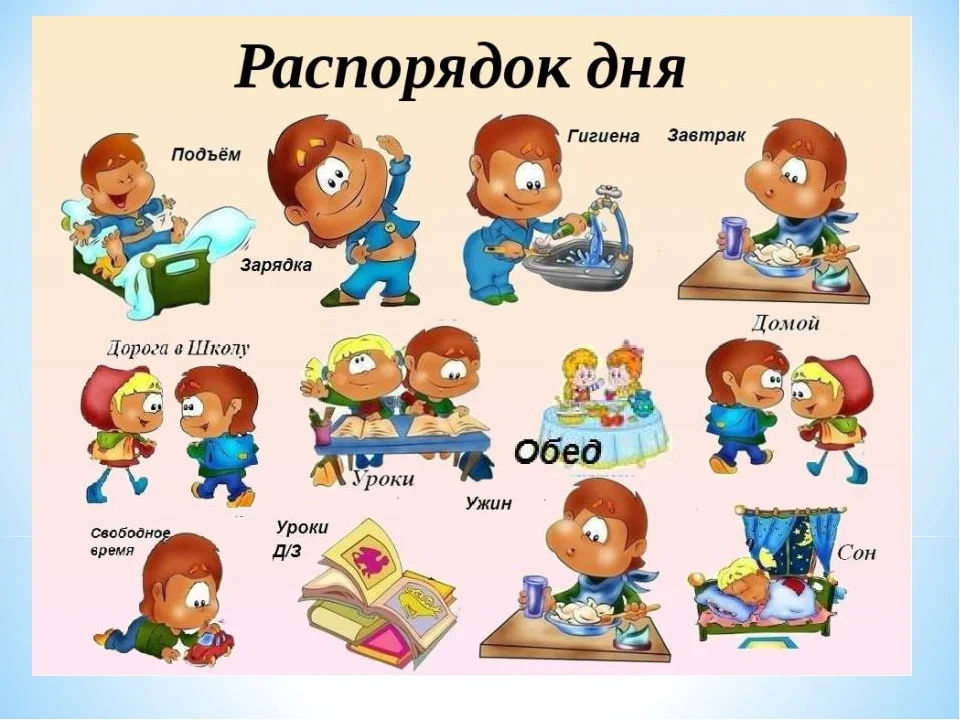 Распорядок дня
Подъём
Зарядка
Гигиена
Завтрак
Дорога в Школу
Уроки
Обед
Домой
Свободное
время
Уроки
Д/З
Ужин
Сон